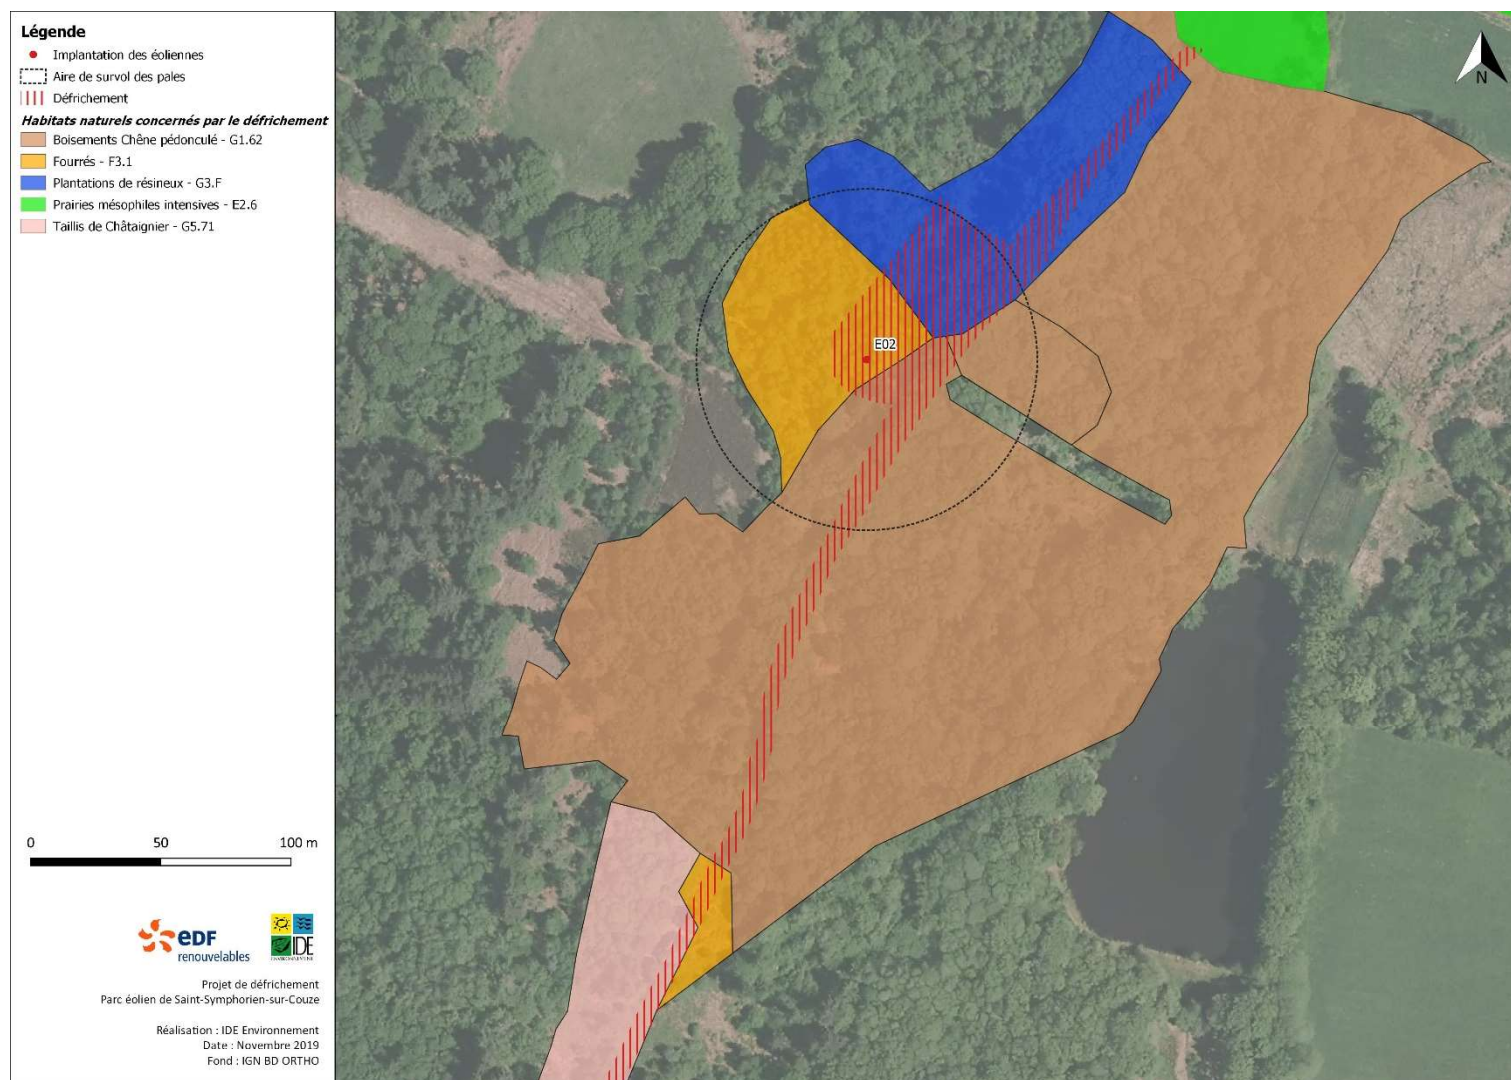 Légende
Implantation des éoliennes
Aire de survol des pales
Défrichement
Habitats naturels concernés par le défrichement
Boisements Chêne pédonculé - G1.62
Fourrés - F3.1
Plantations de résineux - G3.F
Prairies mésophiles intensives - E2.6
Taillis de Châtaignier - G5.71
N
E02
0 50 100 m
eDF
renouvelables
IDE
Projet de défrichement
Parc éolien de Saint-Symphorien-sur-Couze
Réalisation : IDE Environnement
Date : Novembre 2019
Fond : IGN BD ORTHO